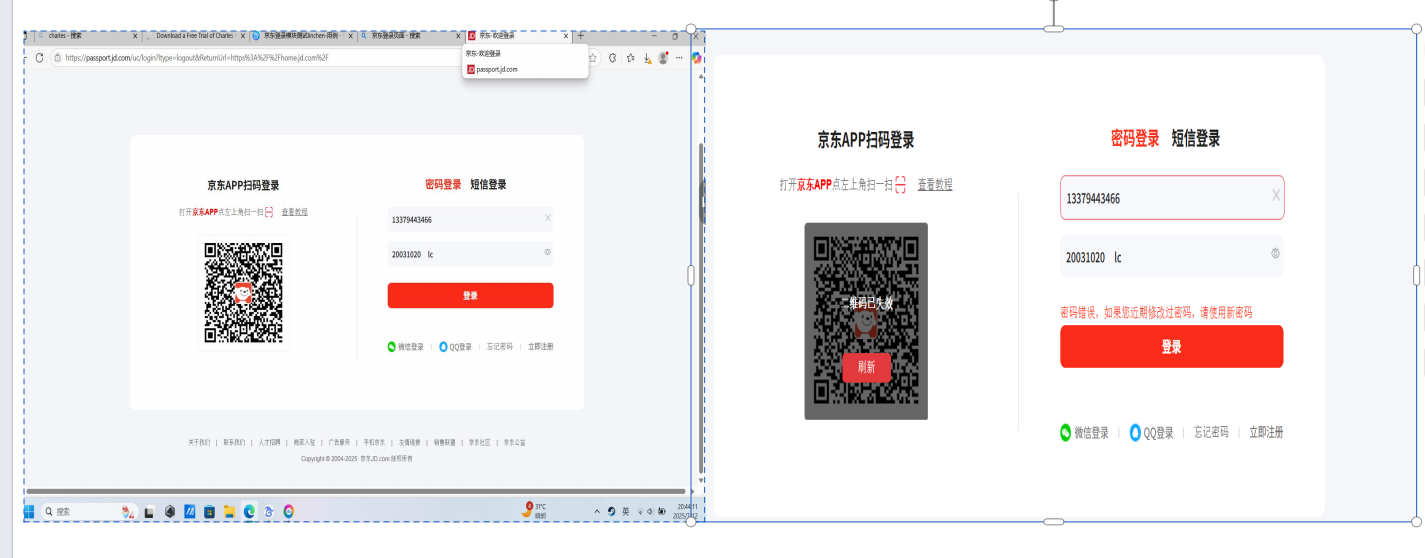 charles - 搜索
Download a Free Trial of Charles
京东登录模块测试linchen-用例
京东登录页面 - 搜索
京东-欢迎登录
https://passport.jd.com/uc/login?ltype=logout&ReturnUrl=https%3A%2F%2Fhome.jd.com%2F
京东-欢迎登录
passport.jd.com
京东APP扫码登录
打开京东APP点左上角扫一扫 查看教程
密码登录 短信登录
13379443466
20031020 lc
登录
微信登录 | QQ登录 | 忘记密码 | 立即注册
关于我们 | 联系我们 | 人才招聘 | 商家入驻 | 广告服务 | 手机京东 | 友情链接 | 销售联盟 | 京东社区 | 京东公益
Copyright © 2004-2025 京东JD.com 版权所有
搜索
31°C
英
京东APP扫码登录
打开京东APP点左上角扫一扫 查看教程
二维码已失效
刷新
密码登录 短信登录
13379443466
20031020 lc
密码错误，如果您近期修改过密码，请使用新密码
登录
微信登录 | QQ登录 | 忘记密码 | 立即注册